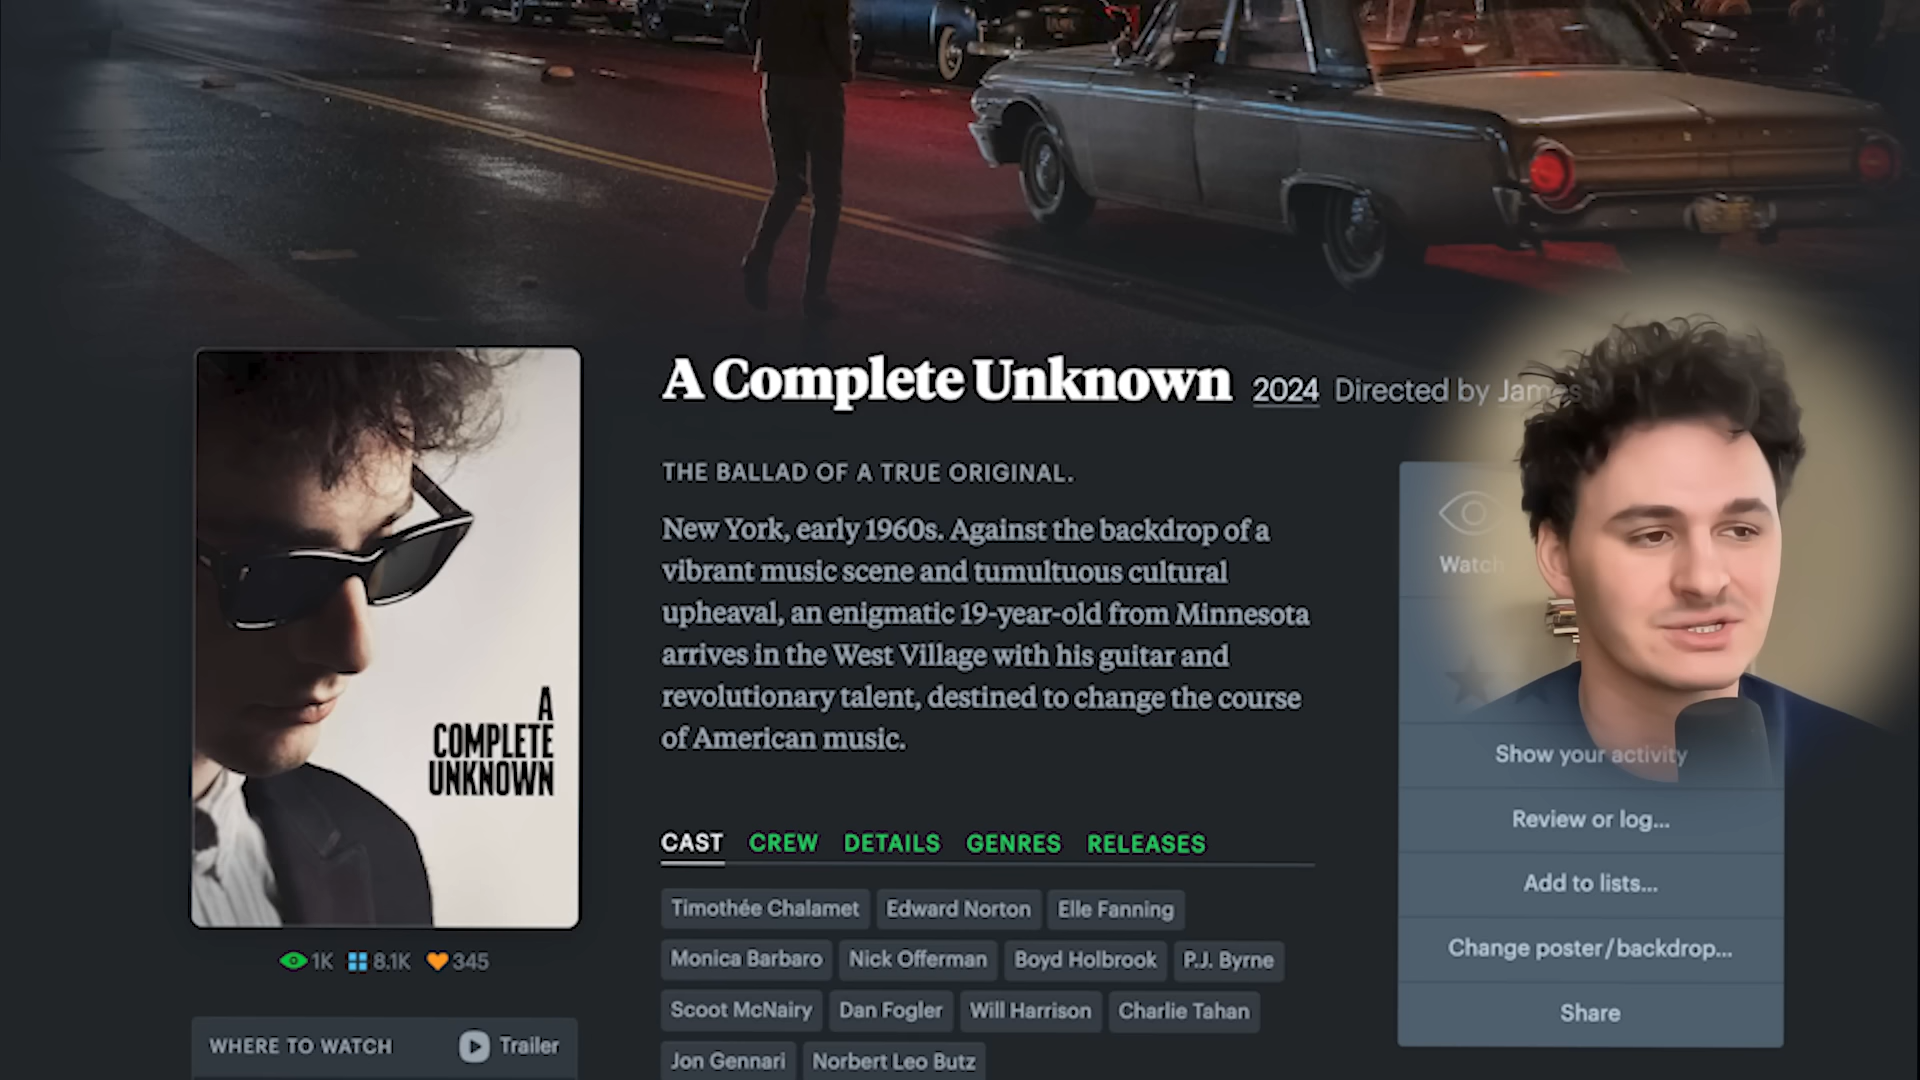 A Complete Unknown 2024 Directed by James
THE BALLAD OF A TRUE ORIGINAL.
New York, early 1960s. Against the backdrop of a
vibrant music scene and tumultuous cultural
upheaval, an enigmatic 19-year-old from Minnesota
arrives in the West Village with his guitar and
revolutionary talent, destined to change the course
of American music.
A
COMPLETE
UNKNOWN
1K 8.1K 345
WHERE TO WATCH Trailer
CAST CREW DETAILS GENRES RELEASES
Timothée Chalamet Edward Norton Elle Fanning
Monica Barbaro Nick Offerman Boyd Holbrook P.J. Byrne
Scoot McNairy Dan Fogler Will Harrison Charlie Tahan
Jon Gennari Norbert Leo Butz
Watch
Show your activity
Review or log...
Add to lists...
Change poster/backdrop...
Share